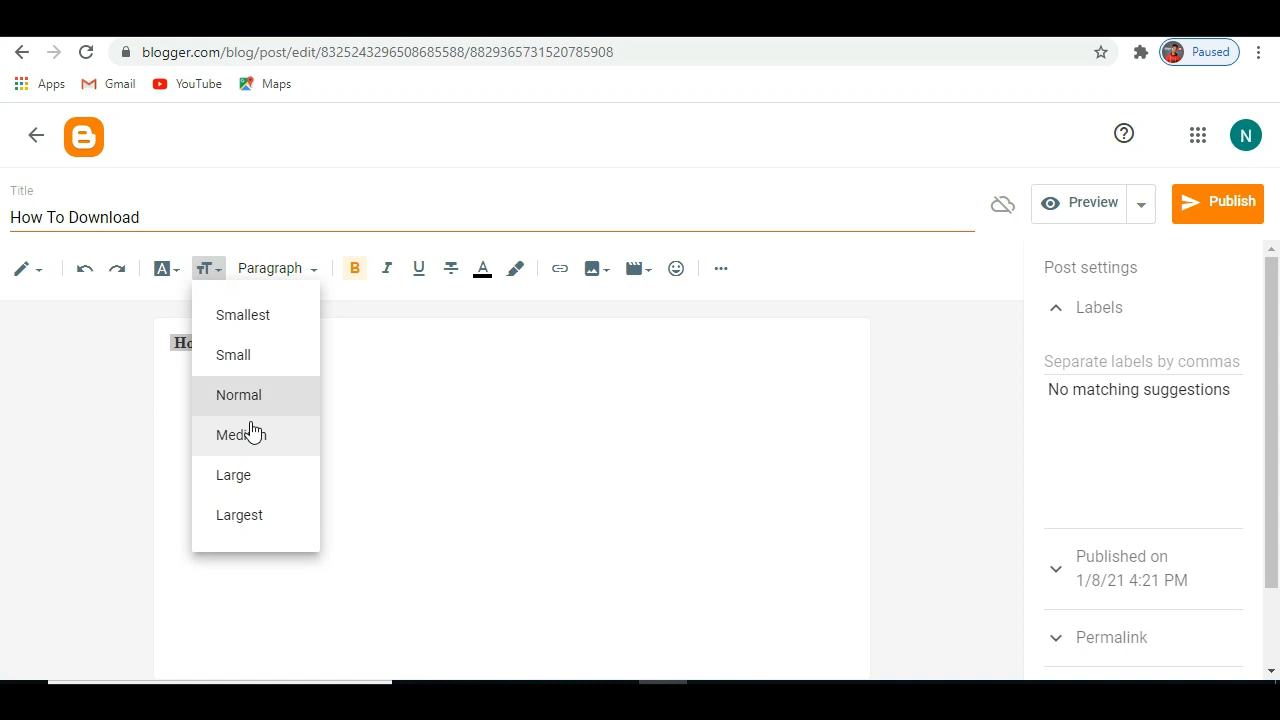 blogger.com/blog/post/edit/8325243296508685588/8829365731520785908
Paused
Apps Gmail YouTube Maps
N
Title
How To Download
Preview
Publish
Paragraph
B I U A
Smallest
Small
Normal
Large
Largest
Post settings
Labels
Separate labels by commas
No matching suggestions
Published on
1/8/21 4:21 PM
Permalink